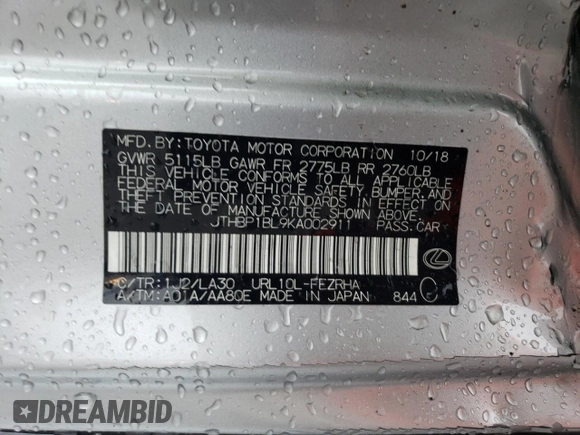 MFD. BY: TOYOTA MOTOR CORPORATION 10/18
GVWR 5115LB GAWR FR 2775LB RR 2760LB
THIS VEHICLE CONFORMS TO ALL APPLICABLE
FEDERAL MOTOR VEHICLE SAFETY, BUMPER, AND
THEFT PREVENTION STANDARDS IN EFFECT ON
THE DATE OF MANUFACTURE SHOWN ABOVE.
JTHBP1BL9KA002911 PASS. CAR
C/TR: 1J2/LA30 URL10L-FEZRHA
A/TM: A01A/AA80E MADE IN JAPAN 844
DREAMBID